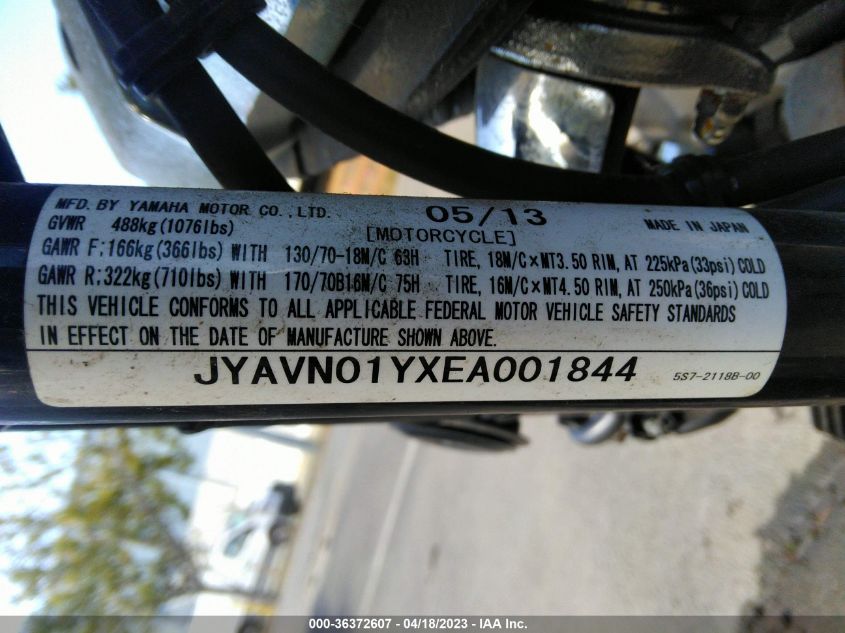 MFD. BY YAMAHA MOTOR CO., LTD. 05/13 MADE IN JAPAN
GVWR 488kg(1076lbs) [MOTORCYCLE]
GAWR F:166kg(366lbs) WITH 130/70-18M/C 63H TIRE, 18M/C×MT3.50 RIM, AT 225kPa(33psi)COLD
GAWR R:322kg(710lbs) WITH 170/70B16M/C 75H TIRE, 16M/C×MT4.50 RIM, AT 250kPa(36psi)COLD
THIS VEHICLE CONFORMS TO ALL APPLICABLE FEDERAL MOTOR VEHICLE SAFETY STANDARDS
IN EFFECT ON THE DATE OF MANUFACTURE SHOWN ABOVE.
JYAVN01YXEA001844 5S7-2118B-00
000-36372607 - 04/18/2023 - IAA Inc.